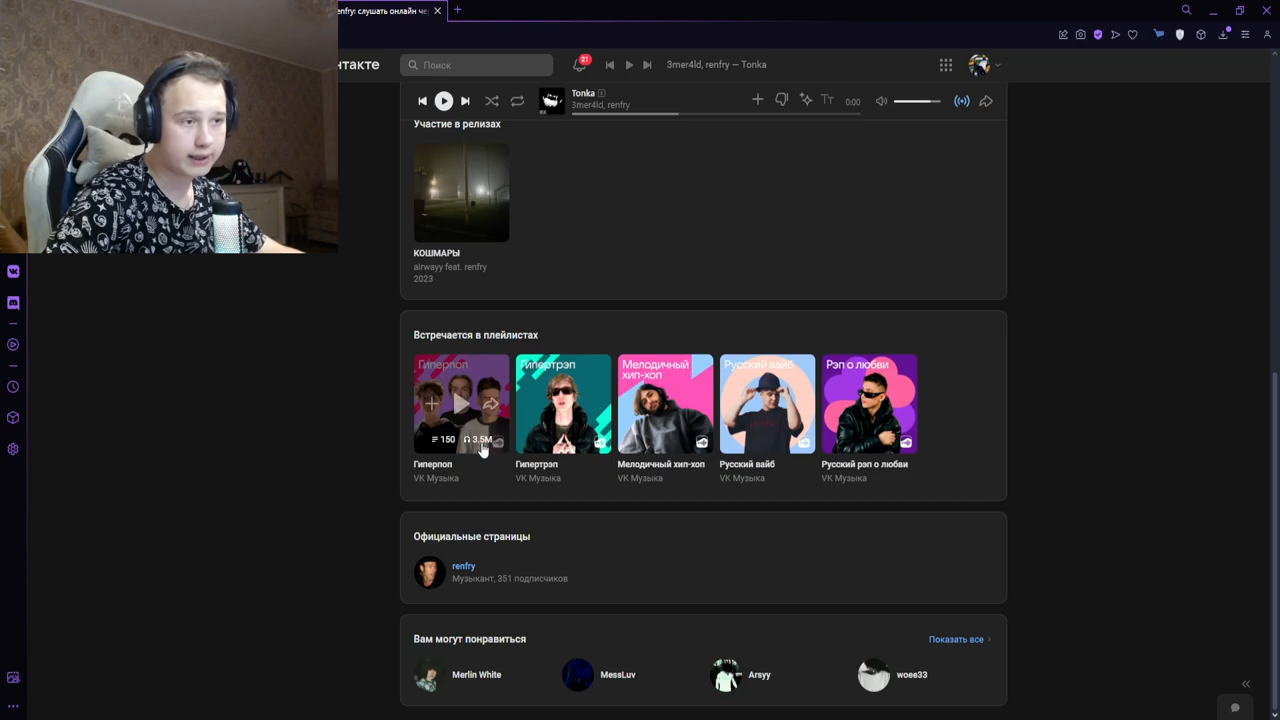 enfry: слушать онлайн че
нтакте
Поиск
21
3mer4ld, renfry — Tonka
Tonka
3mer4ld, renfry
0:00
Участие в релизах
КОШМАРЫ
airwayy feat. renfry
2023
Встречается в плейлистах
Гиперпоп
150 3.5M
Гипертрэп
Мелодичный
хип-хоп
Русский вайб
Рэп о любви
Гиперпоп
VK Музыка
Гипертрэп
VK Музыка
Мелодичный хип-хоп
VK Музыка
Русский вайб
VK Музыка
Русский рэп о любви
VK Музыка
Официальные страницы
renfry
Музыкант, 351 подписчиков
Вам могут понравиться
Показать все
Merlin White
MessLuv
Arsyy
woee33